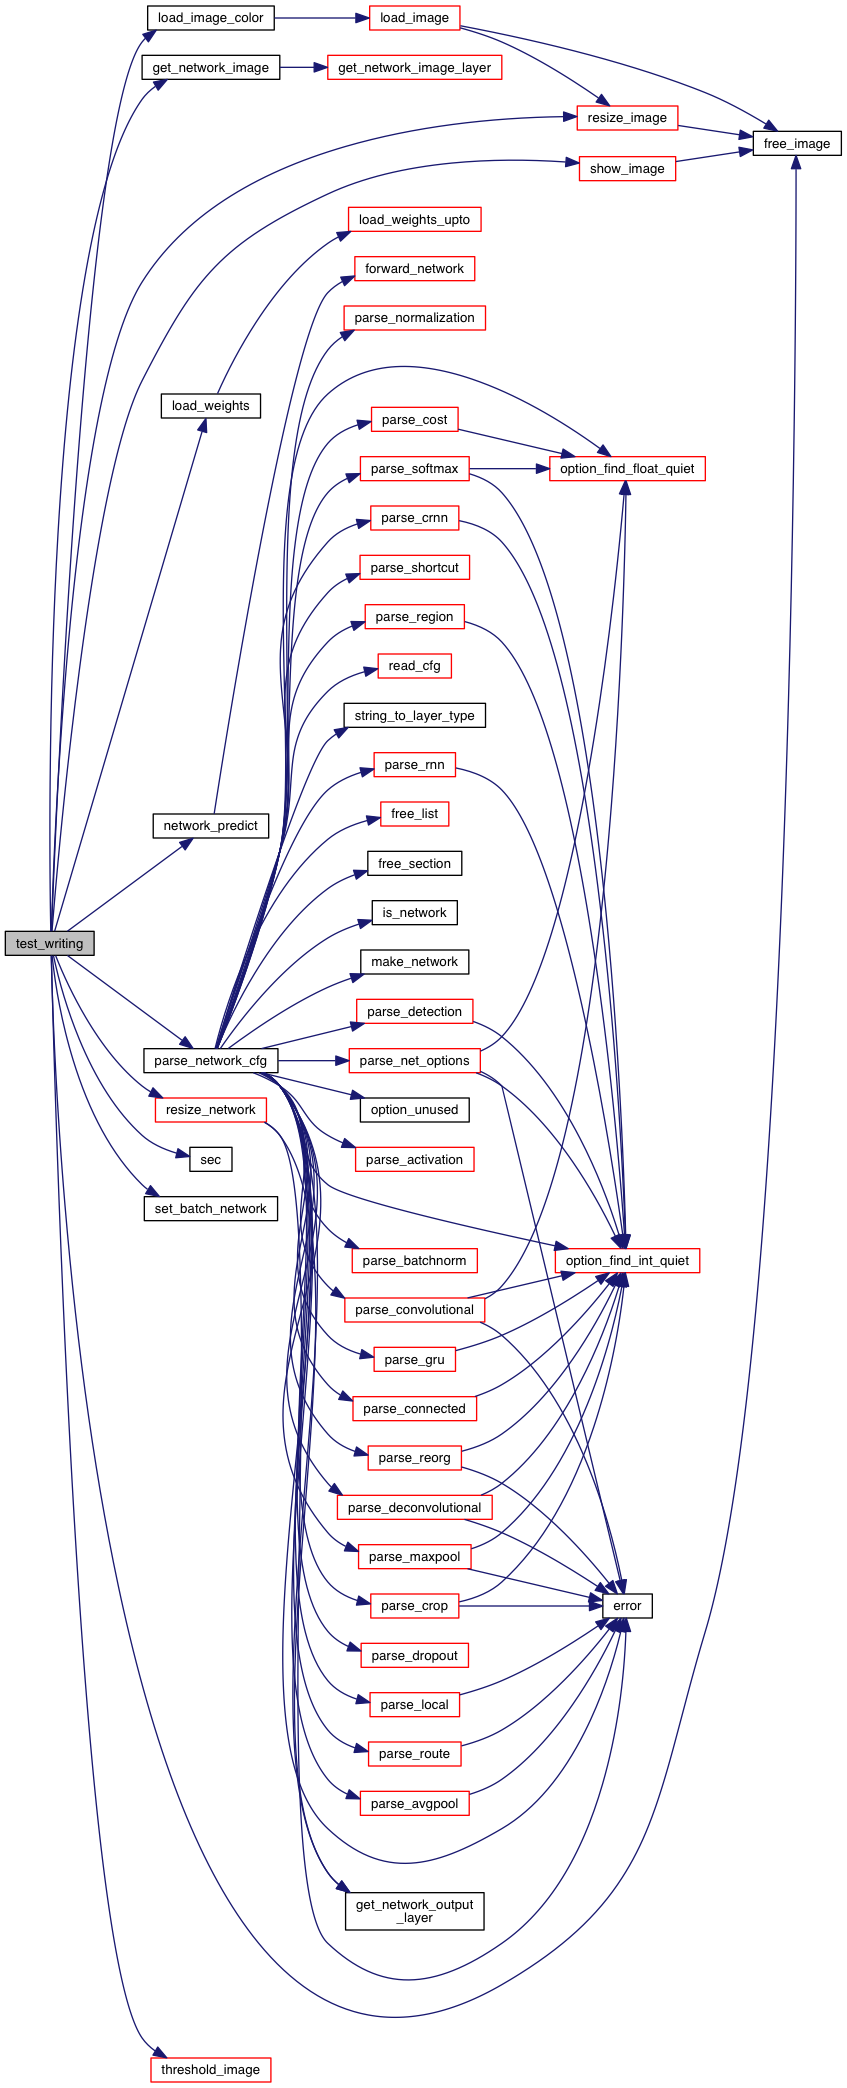 load_image_color
load_image
get_network_image
get_network_image_layer
resize_image
free_image
show_image
load_weights_upto
forward_network
parse_normalization
load_weights
parse_cost
parse_softmax
option_find_float_quiet
parse_crnn
parse_shortcut
parse_region
read_cfg
string_to_layer_type
parse_rnn
free_list
network_predict
free_section
is_network
test_writing
make_network
parse_detection
parse_network_cfg
parse_net_options
resize_network
option_unused
sec
parse_activation
set_batch_network
parse_batchnorm
option_find_int_quiet
parse_convolutional
parse_gru
parse_connected
parse_reorg
parse_deconvolutional
parse_maxpool
parse_crop
error
parse_dropout
parse_local
parse_route
parse_avgpool
get_network_output
_layer
threshold_image